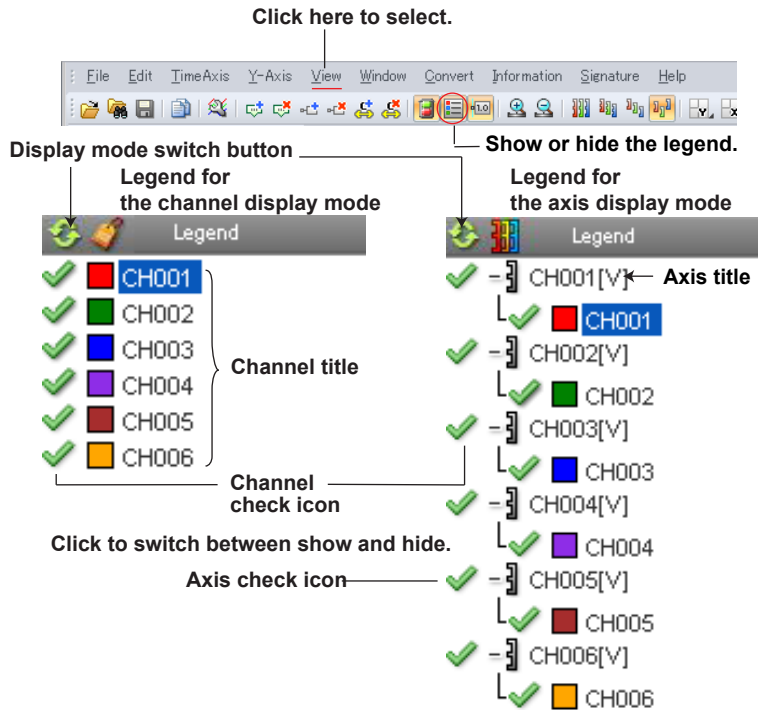 Click here to select.
File Edit TimeAxis Y-Axis View Window Convert Information Signature Help
1.0 Y X
Show or hide the legend.
Display mode switch button
Legend for
the channel display mode
Legend for
the axis display mode
Legend
CH001
CH002
CH003
CH004
CH005
CH006
Channel title
Channel
check icon
Click to switch between show and hide.
Axis check icon
Legend
CH001[V]
Axis title
CH001
CH002[V]
CH002
CH003[V]
CH003
CH004[V]
CH004
CH005[V]
CH005
CH006[V]
CH006